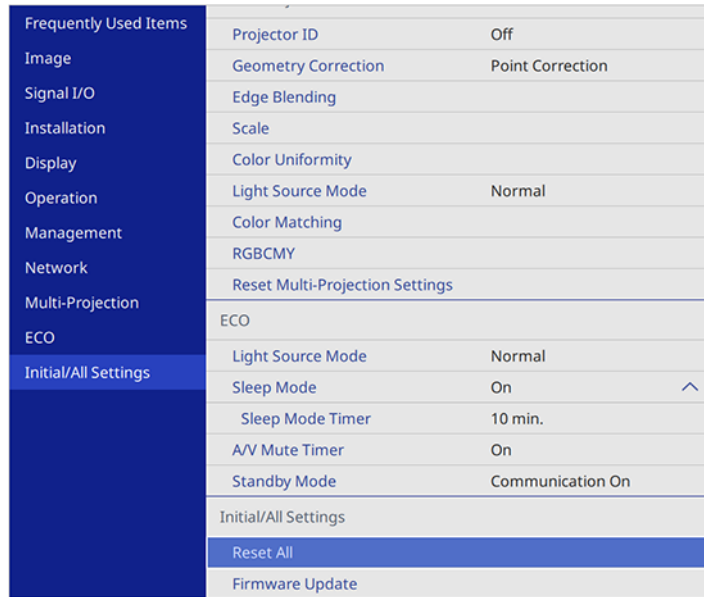 Frequently Used Items
Image
Signal I/O
Installation
Display
Operation
Management
Network
Multi-Projection
ECO
Initial/All Settings
Projector ID Off
Geometry Correction Point Correction
Edge Blending
Scale
Color Uniformity
Light Source Mode Normal
Color Matching
RGBCMY
Reset Multi-Projection Settings
ECO
Light Source Mode Normal
Sleep Mode On
Sleep Mode Timer 10 min.
A/V Mute Timer On
Standby Mode Communication On
Initial/All Settings
Reset All
Firmware Update